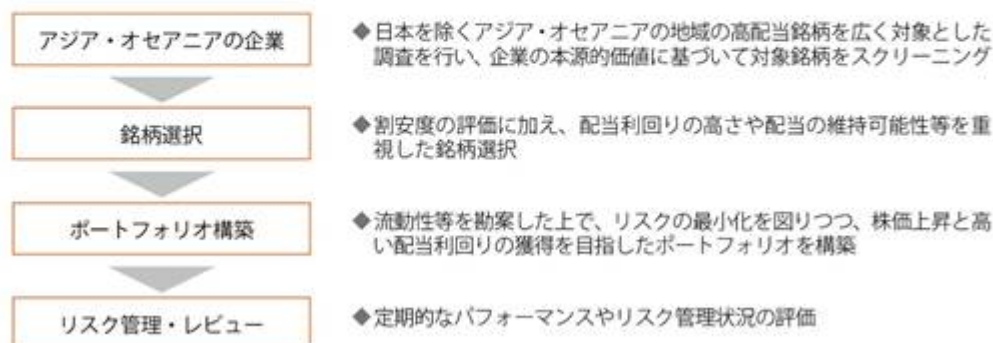 アジア・オセアニアの企業
◆日本を除くアジア・オセアニアの地域の高配当銘柄を広く対象とした
調査を行い、企業の本源的価値に基づいて対象銘柄をスクリーニング
銘柄選択
◆割安度の評価に加え、配当利回りの高さや配当の維持可能性等を重
視した銘柄選択
ポートフォリオ構築
◆流動性等を勘案した上で、リスクの最小化を図りつつ、株価上昇と高
い配当利回りの獲得を目指したポートフォリオを構築
リスク管理・レビュー
◆定期的なパフォーマンスやリスク管理状況の評価